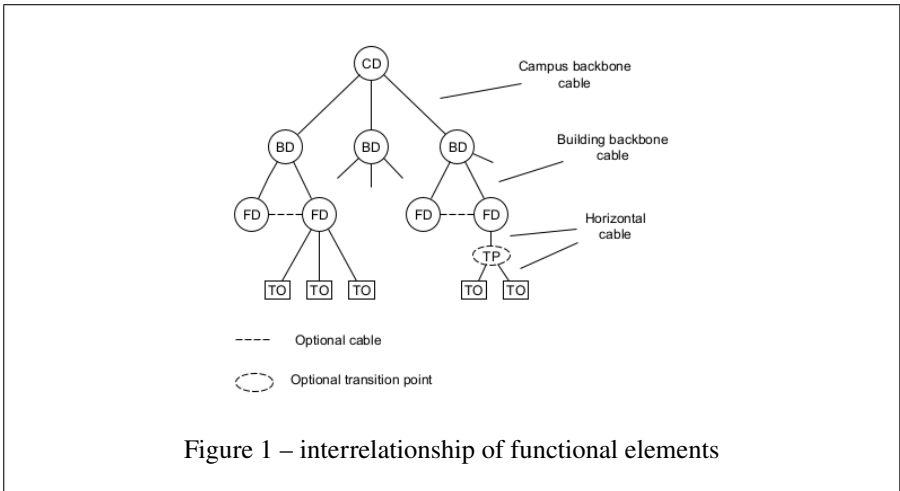 CD
Campus backbone
cable
BD
BD
BD
Building backbone
cable
FD
FD
FD
FD
Horizontal
cable
TP
TO
TO
TO
TO
TO
Optional cable
Optional transition point
Figure 1 – interrelationship of functional elements